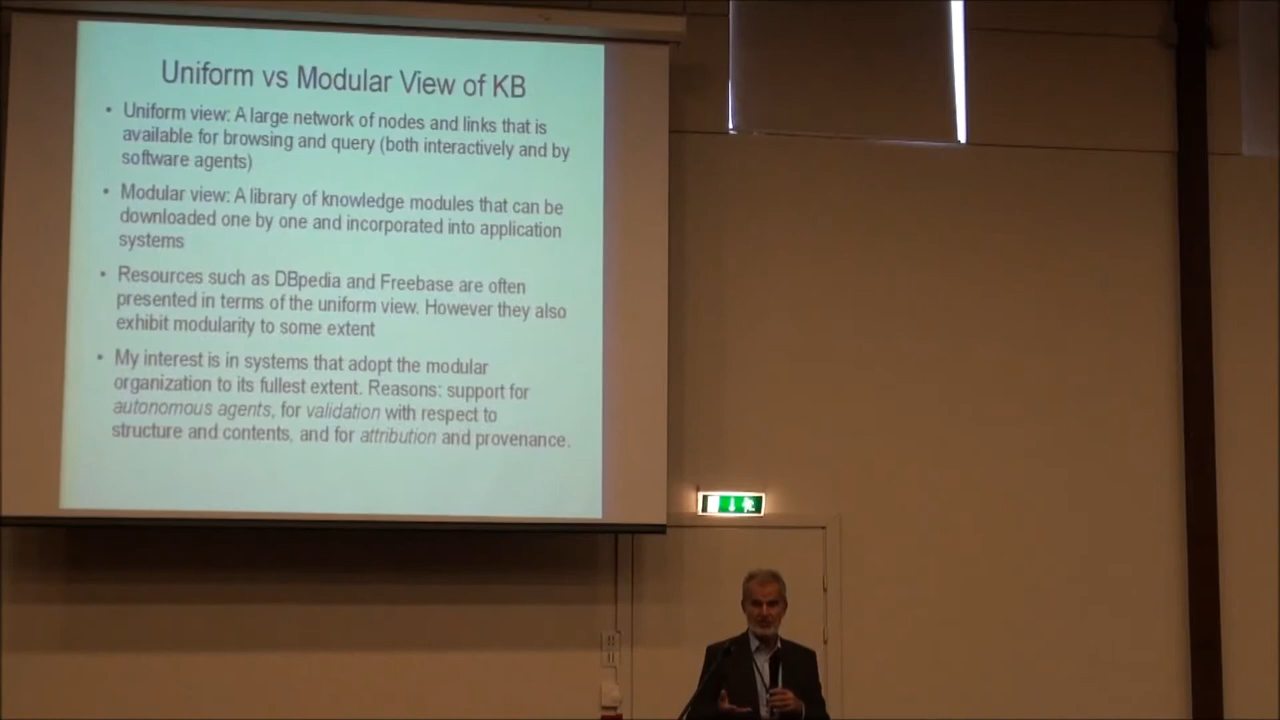 Uniform vs Modular View of KB
• Uniform view: A large network of nodes and links that is
available for browsing and query (both interactively and by
software agents)
• Modular view: A library of knowledge modules that can be
downloaded one by one and incorporated into application
systems
• Resources such as DBpedia and Freebase are often
presented in terms of the uniform view. However they also
exhibit modularity to some extent
• My interest is in systems that adopt the modular
organization to its fullest extent. Reasons: support for
autonomous agents, for validation with respect to
structure and contents, and for attribution and provenance.